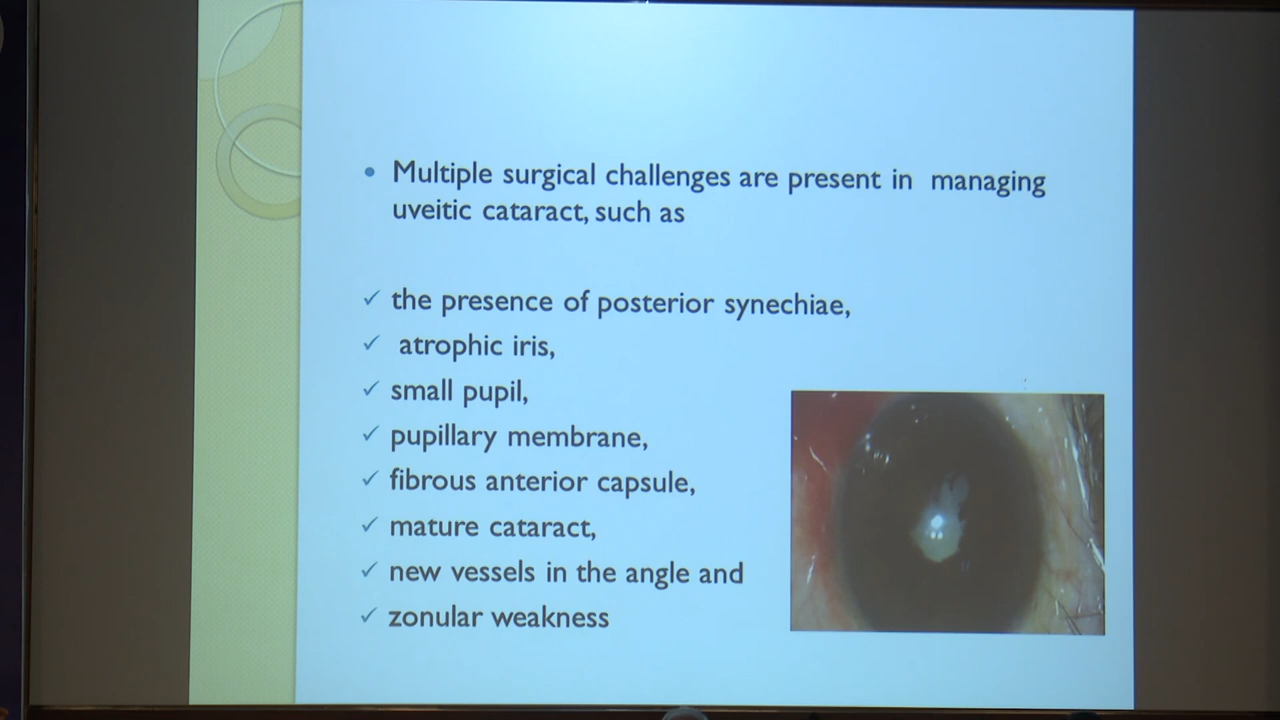 • Multiple surgical challenges are present in managing
uveitic cataract, such as
✓ the presence of posterior synechiae,
✓ atrophic iris,
✓ small pupil,
✓ pupillary membrane,
✓ fibrous anterior capsule,
✓ mature cataract,
✓ new vessels in the angle and
✓ zonular weakness